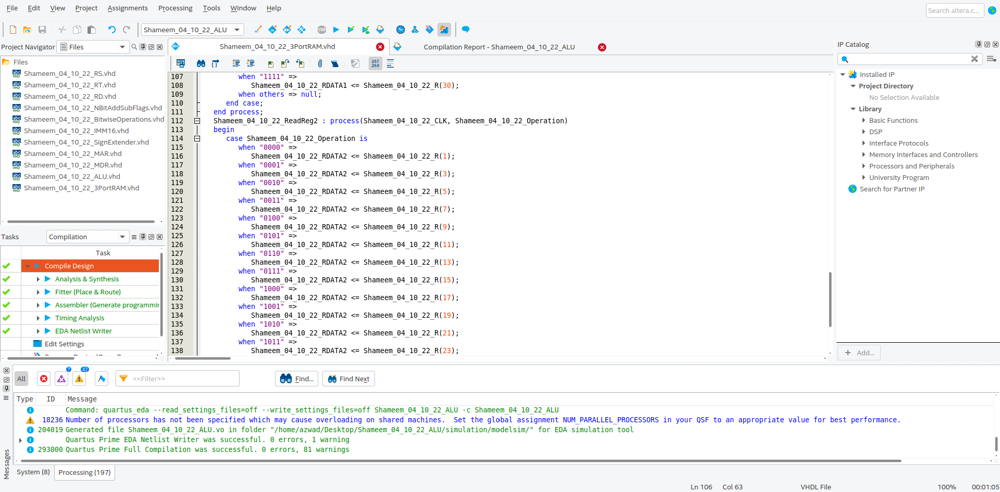 File Edit View Project Assignments Processing Tools Window Help
Search altera.c...
Shameem_04_10_22_ALU
STOP
Project Navigator Files
Files
Shameem_04_10_22_RS.vhd
Shameem_04_10_22_RT.vhd
Shameem_04_10_22_RD.vhd
Shameem_04_10_22_NBitAddSubFlags.vhd
Shameem_04_10_22_BitwiseOperations.vhd
Shameem_04_10_22_IMM16.vhd
Shameem_04_10_22_SignExtender.vhd
Shameem_04_10_22_MAR.vhd
Shameem_04_10_22_MDR.vhd
Shameem_04_10_22_ALU.vhd
Shameem_04_10_22_3PortRAM.vhd
Tasks Compilation
Task
Compile Design
Analysis & Synthesis
Fitter (Place & Route)
Assembler (Generate programmin
Timing Analysis
EDA Netlist Writer
Edit Settings
Shameem_04_10_22_3PortRAM.vhd
Compilation Report - Shameem_04_10_22_ALU
267
268
107 when "1111" =>
108 Shameem_04_10_22_RDATA1 <= Shameem_04_10_22_R(30);
109 when others => null;
110 end case;
111 end process;
112 Shameem_04_10_22_ReadReg2 : process(Shameem_04_10_22_CLK, Shameem_04_10_22_Operation)
113 begin
114 case Shameem_04_10_22_Operation is
115 when "0000" =>
116 Shameem_04_10_22_RDATA2 <= Shameem_04_10_22_R(1);
117 when "0001" =>
118 Shameem_04_10_22_RDATA2 <= Shameem_04_10_22_R(3);
119 when "0010" =>
120 Shameem_04_10_22_RDATA2 <= Shameem_04_10_22_R(5);
121 when "0011" =>
122 Shameem_04_10_22_RDATA2 <= Shameem_04_10_22_R(7);
123 when "0100" =>
124 Shameem_04_10_22_RDATA2 <= Shameem_04_10_22_R(9);
125 when "0101" =>
126 Shameem_04_10_22_RDATA2 <= Shameem_04_10_22_R(11);
127 when "0110" =>
128 Shameem_04_10_22_RDATA2 <= Shameem_04_10_22_R(13);
129 when "0111" =>
130 Shameem_04_10_22_RDATA2 <= Shameem_04_10_22_R(15);
131 when "1000" =>
132 Shameem_04_10_22_RDATA2 <= Shameem_04_10_22_R(17);
133 when "1001" =>
134 Shameem_04_10_22_RDATA2 <= Shameem_04_10_22_R(19);
135 when "1010" =>
136 Shameem_04_10_22_RDATA2 <= Shameem_04_10_22_R(21);
137 when "1011" =>
138 Shameem_04_10_22_RDATA2 <= Shameem_04_10_22_R(23);
IP Catalog
Installed IP
Project Directory
No Selection Available
Library
Basic Functions
DSP
Interface Protocols
Memory Interfaces and Controllers
Processors and Peripherals
University Program
Search for Partner IP
+ Add...
All 7 42 <<Filter>> Find... Find Next
Type ID Message
Command: quartus_eda --read_settings_files=off --write_settings_files=off Shameem_04_10_22_ALU -c Shameem_04_10_22_ALU
18236 Number of processors has not been specified which may cause overloading on shared machines. Set the global assignment NUM_PARALLEL_PROCESSORS in your QSF to an appropriate value for best performance.
204019 Generated file Shameem_04_10_22_ALU.vo in folder "/home/azwad/Desktop/Shameem_04_10_22_ALU/simulation/modelsim/" for EDA simulation tool
Quartus Prime EDA Netlist Writer was successful. 0 errors, 1 warning
293000 Quartus Prime Full Compilation was successful. 0 errors, 81 warnings
Messages
System (8) Processing (197)
Ln 106 Col 63 VHDL File 100% 00:01:05